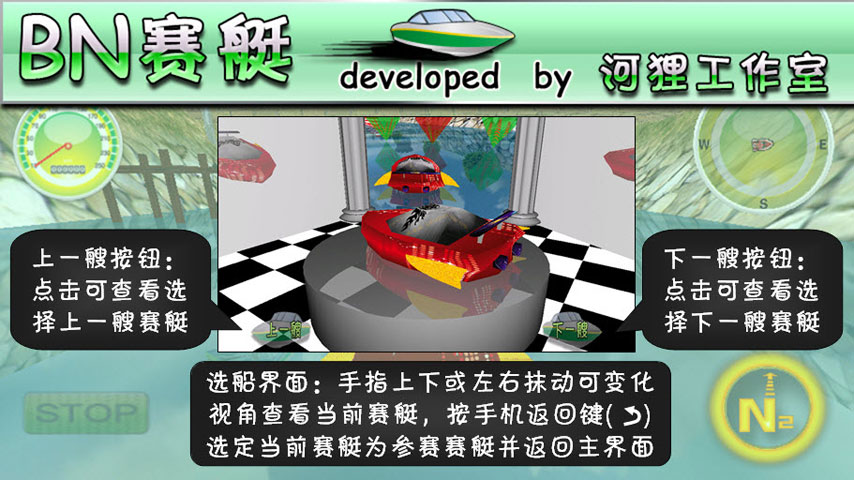 BN赛艇
developed by 河狸工作室
W
E
S
上一艘按钮：
点击可查看选
择上一艘赛艇
下一艘按钮：
点击可查看选
择下一艘赛艇
上一艘
下一艘
选船界面：手指上下或左右抹动可变化
视角查看当前赛艇，按手机返回键( )
选定当前赛艇为参赛赛艇并返回主界面
STOP
N2